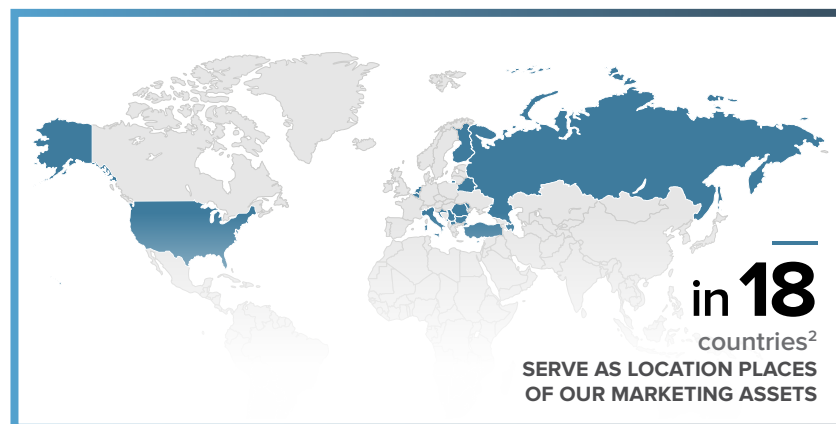 in 18
countries²
SERVE AS LOCATION PLACES
OF OUR MARKETING ASSETS